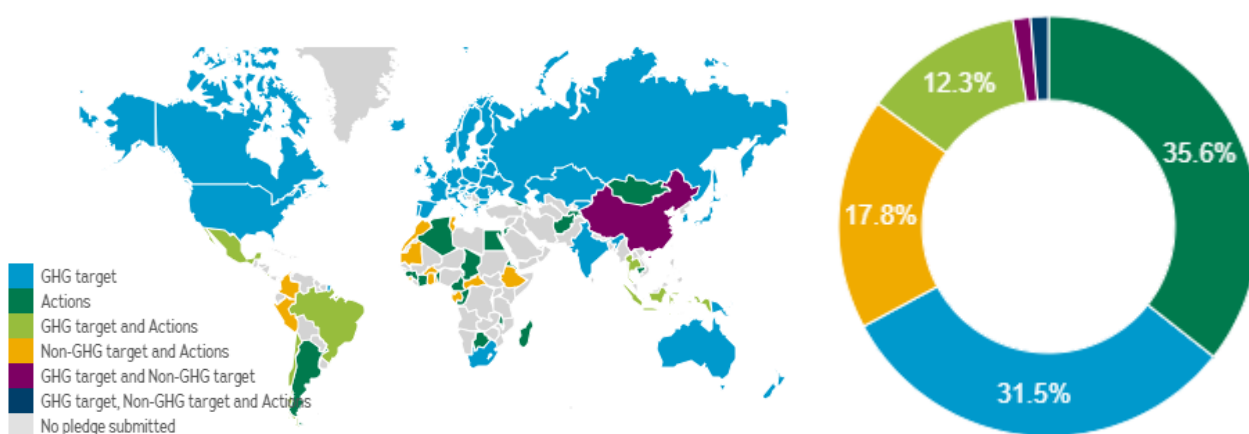 GHG target
Actions
GHG target and Actions
Non-GHG target and Actions
GHG target and Non-GHG target
GHG target, Non-GHG target and Actions
No pledge submitted
12.3%
35.6%
17.8%
31.5%